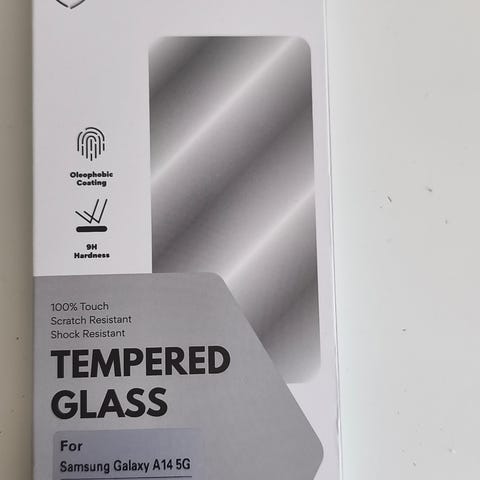 Oleophobic
Coating
9H
Hardness
100% Touch
Scratch Resistant
Shock Resistant
TEMPERED
GLASS
For
Samsung Galaxy A14 5G